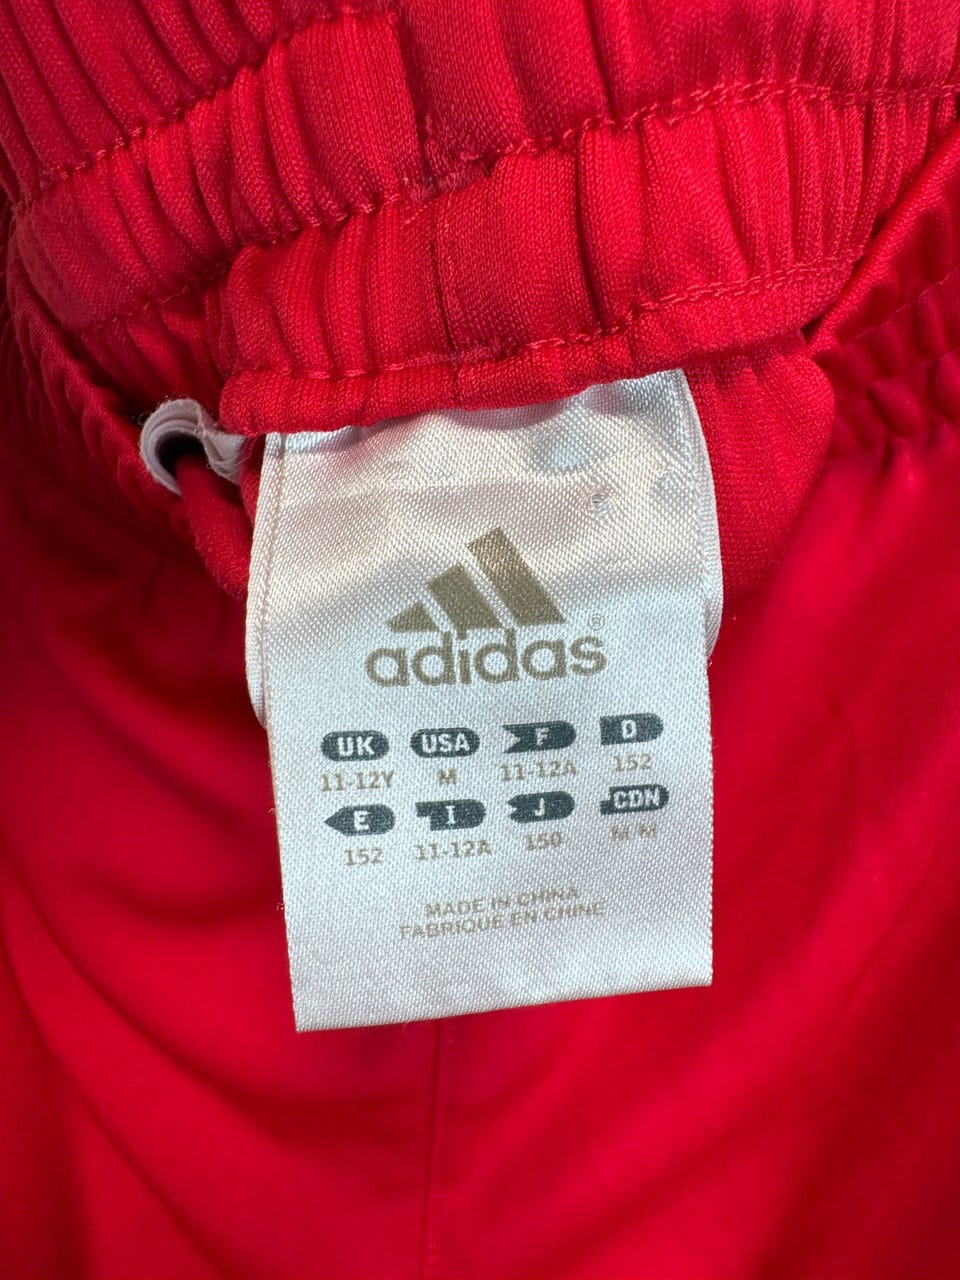 adidas®
UK USA F D
11-12Y M 11-12A 152
E I J CDN
152 11-12A 150 M M
MADE IN CHINA
FABRIQUE EN CHINE